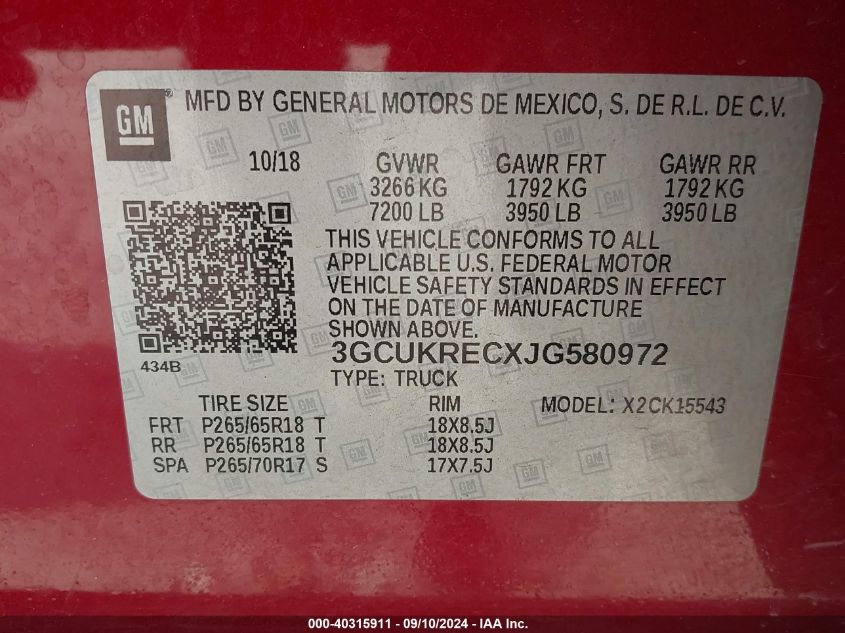 GM
MFD BY GENERAL MOTORS DE MEXICO, S. DE R.L. DE C.V.
10/18 GVWR GAWR FRT GAWR RR
3266 KG 1792 KG 1792 KG
7200 LB 3950 LB 3950 LB
THIS VEHICLE CONFORMS TO ALL
APPLICABLE U.S. FEDERAL MOTOR
VEHICLE SAFETY STANDARDS IN EFFECT
ON THE DATE OF MANUFACTURE
SHOWN ABOVE.
3GCUKRECXJG580972
434B
TYPE: TRUCK
TIRE SIZE RIM MODEL: X2CK15543
FRT P265/65R18 T 18X8.5J
RR P265/65R18 T 18X8.5J
SPA P265/70R17 S 17X7.5J
000-40315911 - 09/10/2024 - Copyright © 2024 IAA, Inc.